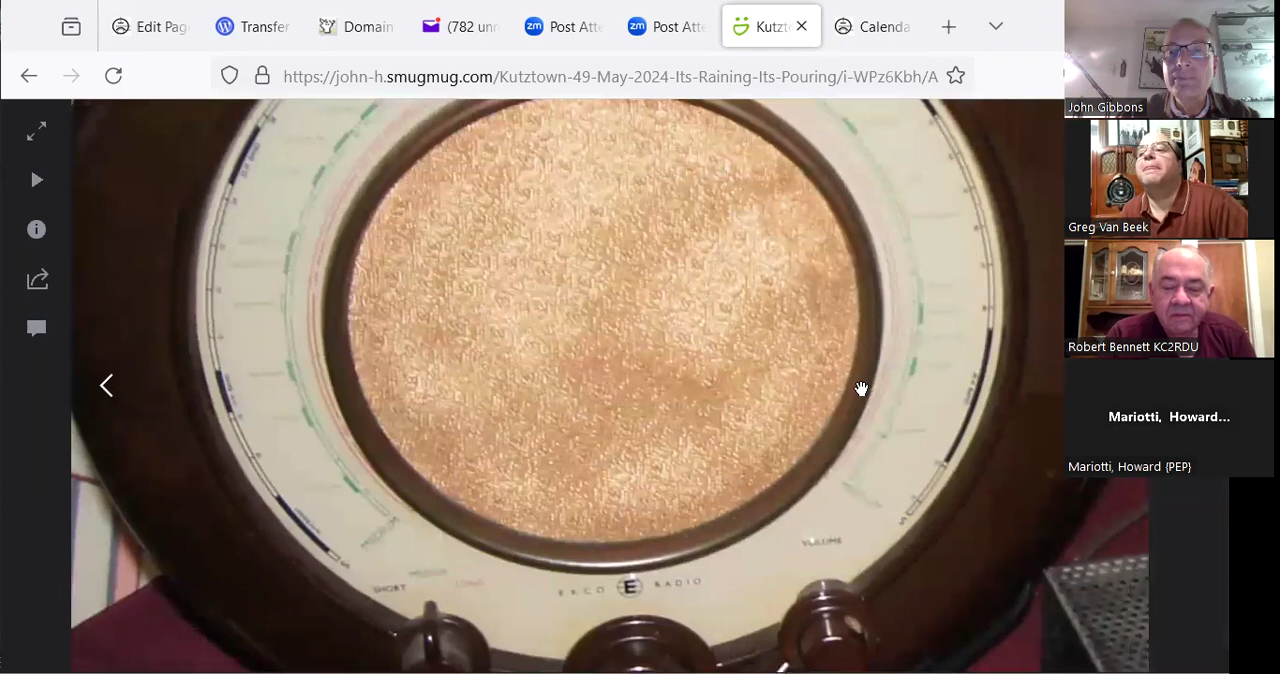 Edit Pag
Transfer
Domain
(782 unr
Post Atte
Post Atte
Kutzt
Calenda
https://john-h.smugmug.com/Kutztown-49-May-2024-Its-Raining-Its-Pouring/i-WPz6Kbh/A
John Gibbons
Greg Van Beek
Robert Bennett KC2RDU
Mariotti, Howard...
Mariotti, Howard {PEP}
VOLUME
SHORT
MEDIUM
LONG
EKCO E RADIO